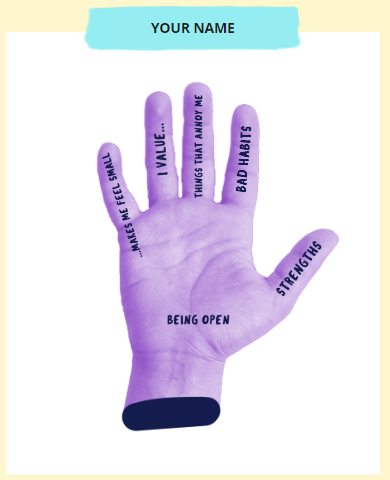 YOUR NAME
...MAKES ME FEEL SMALL
I VALUE...
THINGS THAT ANNOY ME
BAD HABITS
STRENGTHS
BEING OPEN